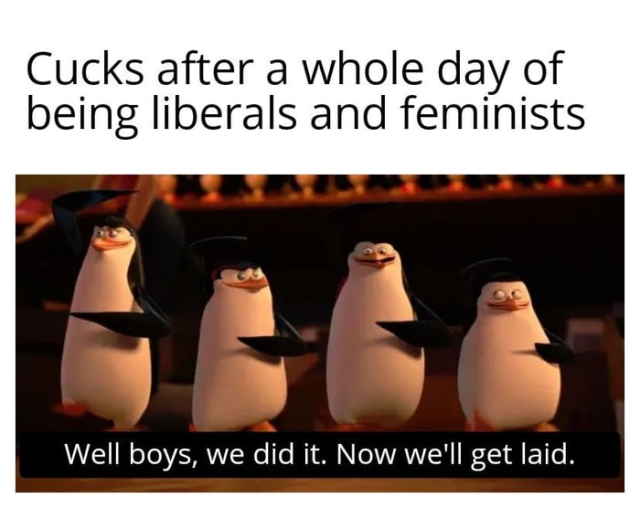 Cucks after a whole day of
being liberals and feminists
Well boys, we did it. Now we'll get laid.